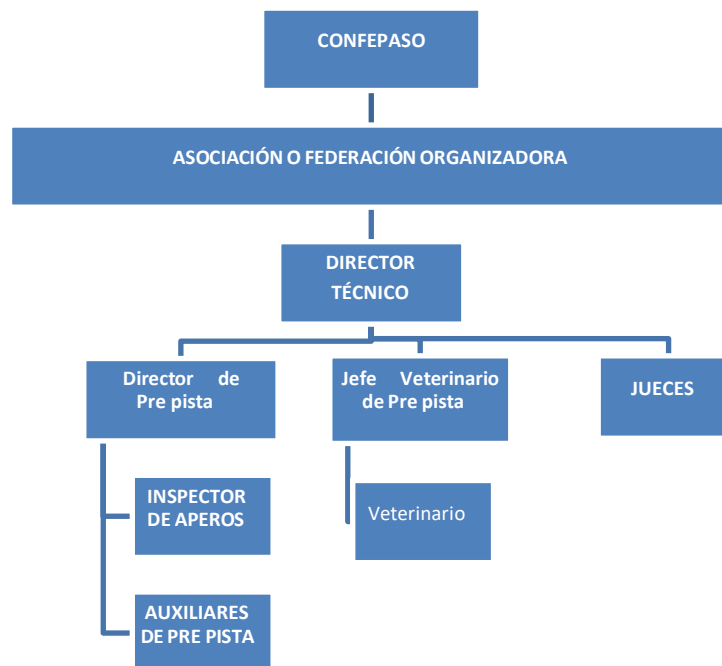 CONFEPASO
ASOCIACIÓN O FEDERACIÓN ORGANIZADORA
DIRECTOR
TÉCNICO
Director de
Pre pista
Jefe Veterinario
de Pre pista
JUECES
INSPECTOR
DE APEROS
Veterinario
AUXILIARES
DE PRE PISTA